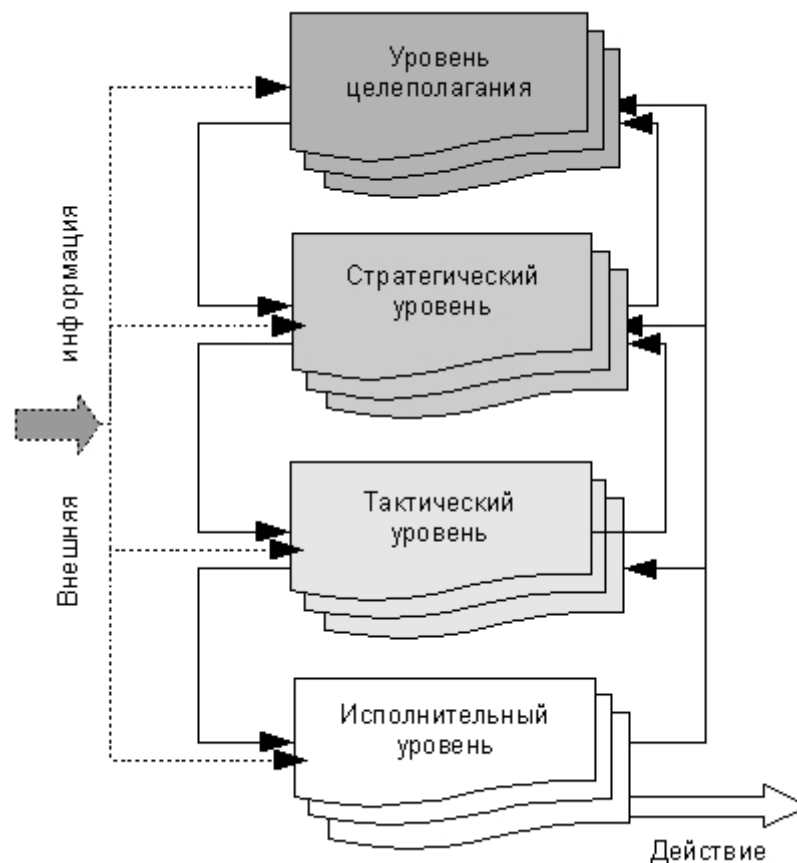 Уровень
целеполагания
Стратегический
уровень
Тактический
уровень
Исполнительный
уровень
Внешняя информация
Действие